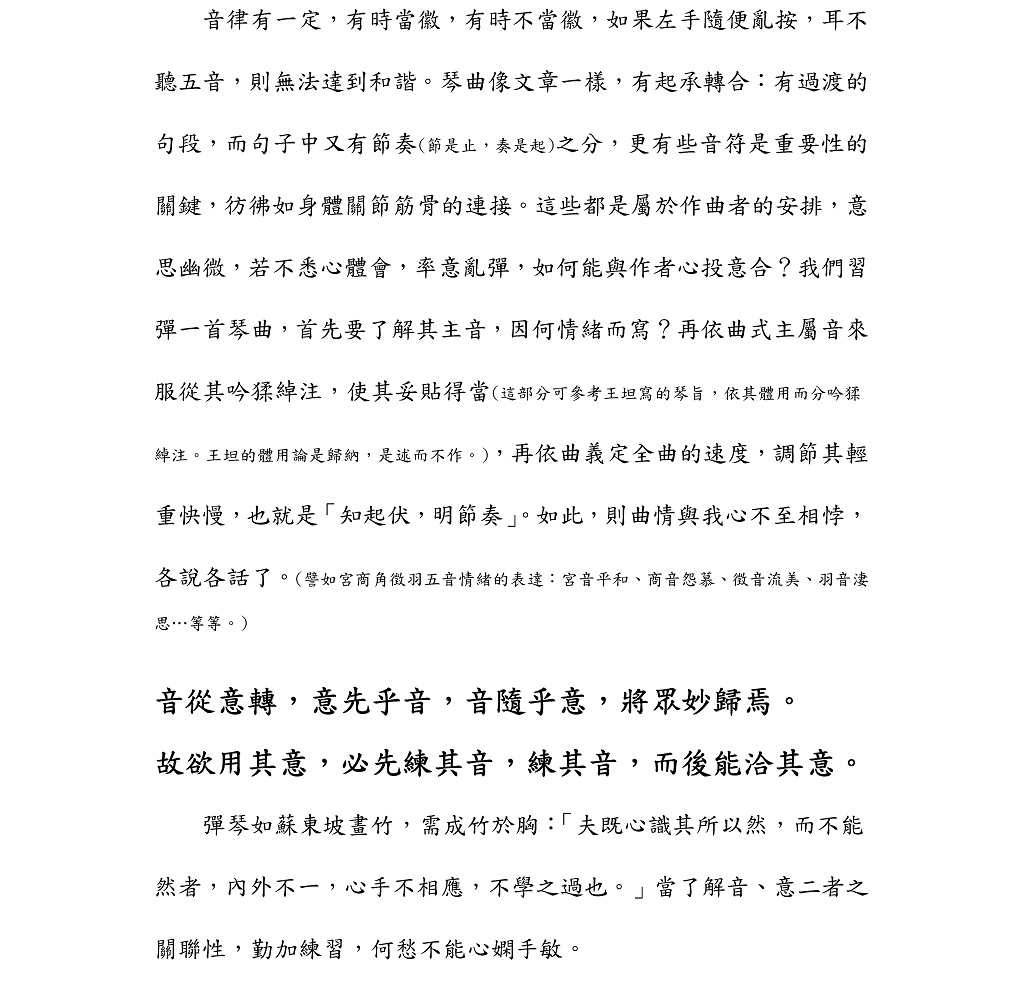 音律有一定，有時當徽，有時不當徽，如果左手隨便亂按，耳不
聽五音，則無法達到和諧。琴曲像文章一樣，有起承轉合：有過渡的
句段，而句子中又有節奏(節是止，奏是起)之分，更有些音符是重要性的
關鍵，彷彿如身體關節筋骨的連接。這些都是屬於作曲者的安排，意
思幽微，若不悉心體會，率意亂彈，如何能與作者心投意合？我們習
彈一首琴曲，首先要了解其主音，因何情緒而寫？再依曲式主屬音來
服從其吟猱綽注，使其妥貼得當(這部分可參考王坦寫的琴旨，依其體用而分吟猱
綽注。王坦的體用論是歸納，是述而不作。)，再依曲義定全曲的速度，調節其輕
重快慢，也就是「知起伏，明節奏」。如此，則曲情與我心不至相悖，
各說各話了。(譬如宮商角徵羽五音情緒的表達：宮音平和、商音怨慕、徵音流美、羽音淒
思…等等。)
音從意轉，意先乎音，音隨乎意，將眾妙歸焉。
故欲用其意，必先練其音，練其音，而後能洽其意。
彈琴如蘇東坡畫竹，需成竹於胸：「夫既心識其所以然，而不能
然者，內外不一，心手不相應，不學之過也。」當了解音、意二者之
關聯性，勤加練習，何愁不能心嫻手敏。